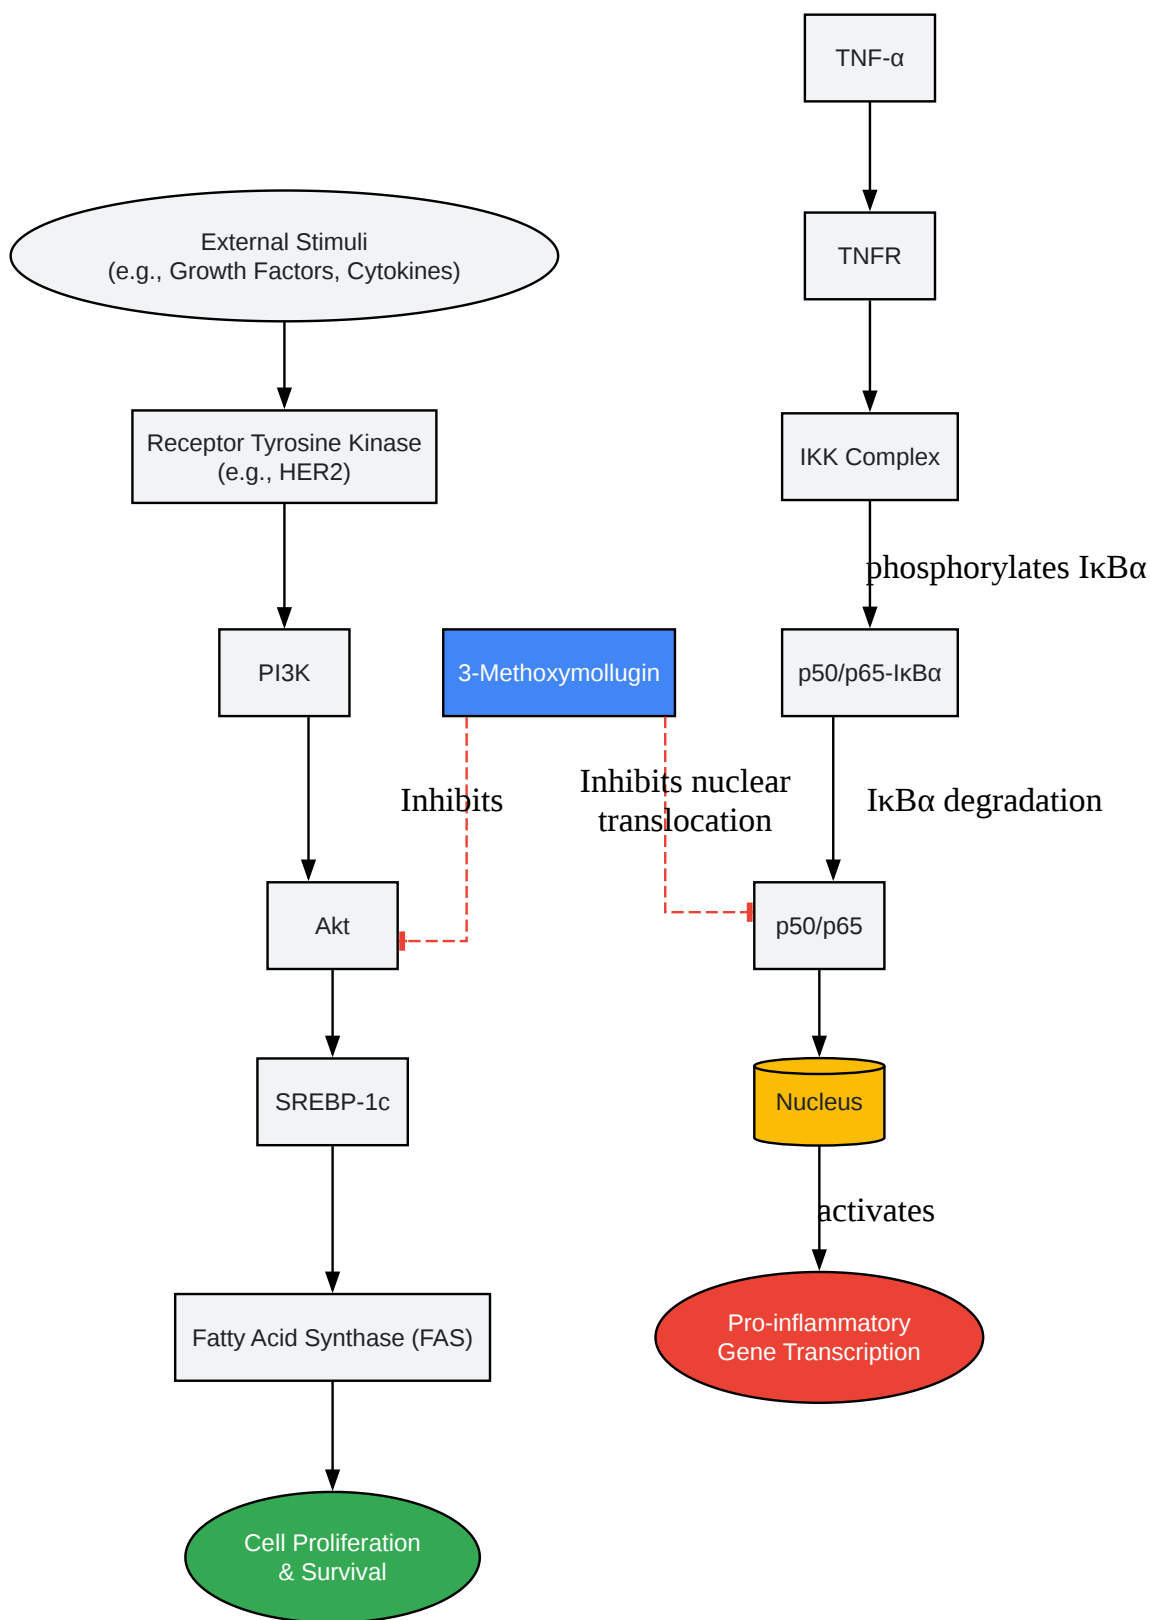 TNF-α
External Stimuli
(e.g., Growth Factors, Cytokines)
TNFR
Receptor Tyrosine Kinase
(e.g., HER2)
IKK Complex
phosphorylates IκBα
PI3K
3-Methoxymollugin
p50/p65-IκBα
Inhibits
Inhibits nuclear
translocation
IκBα degradation
Akt
p50/p65
SREBP-1c
Nucleus
activates
Fatty Acid Synthase (FAS)
Pro-inflammatory
Gene Transcription
Cell Proliferation
& Survival